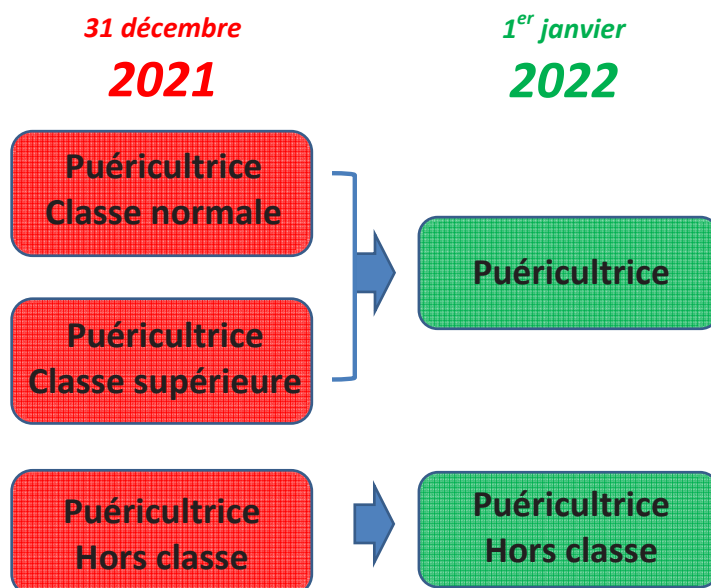 31 décembre
2021
1er janvier
2022
Puéricultrice
Classe normale
Puéricultrice
Classe supérieure
Puéricultrice
Puéricultrice
Hors classe
Puéricultrice
Hors classe